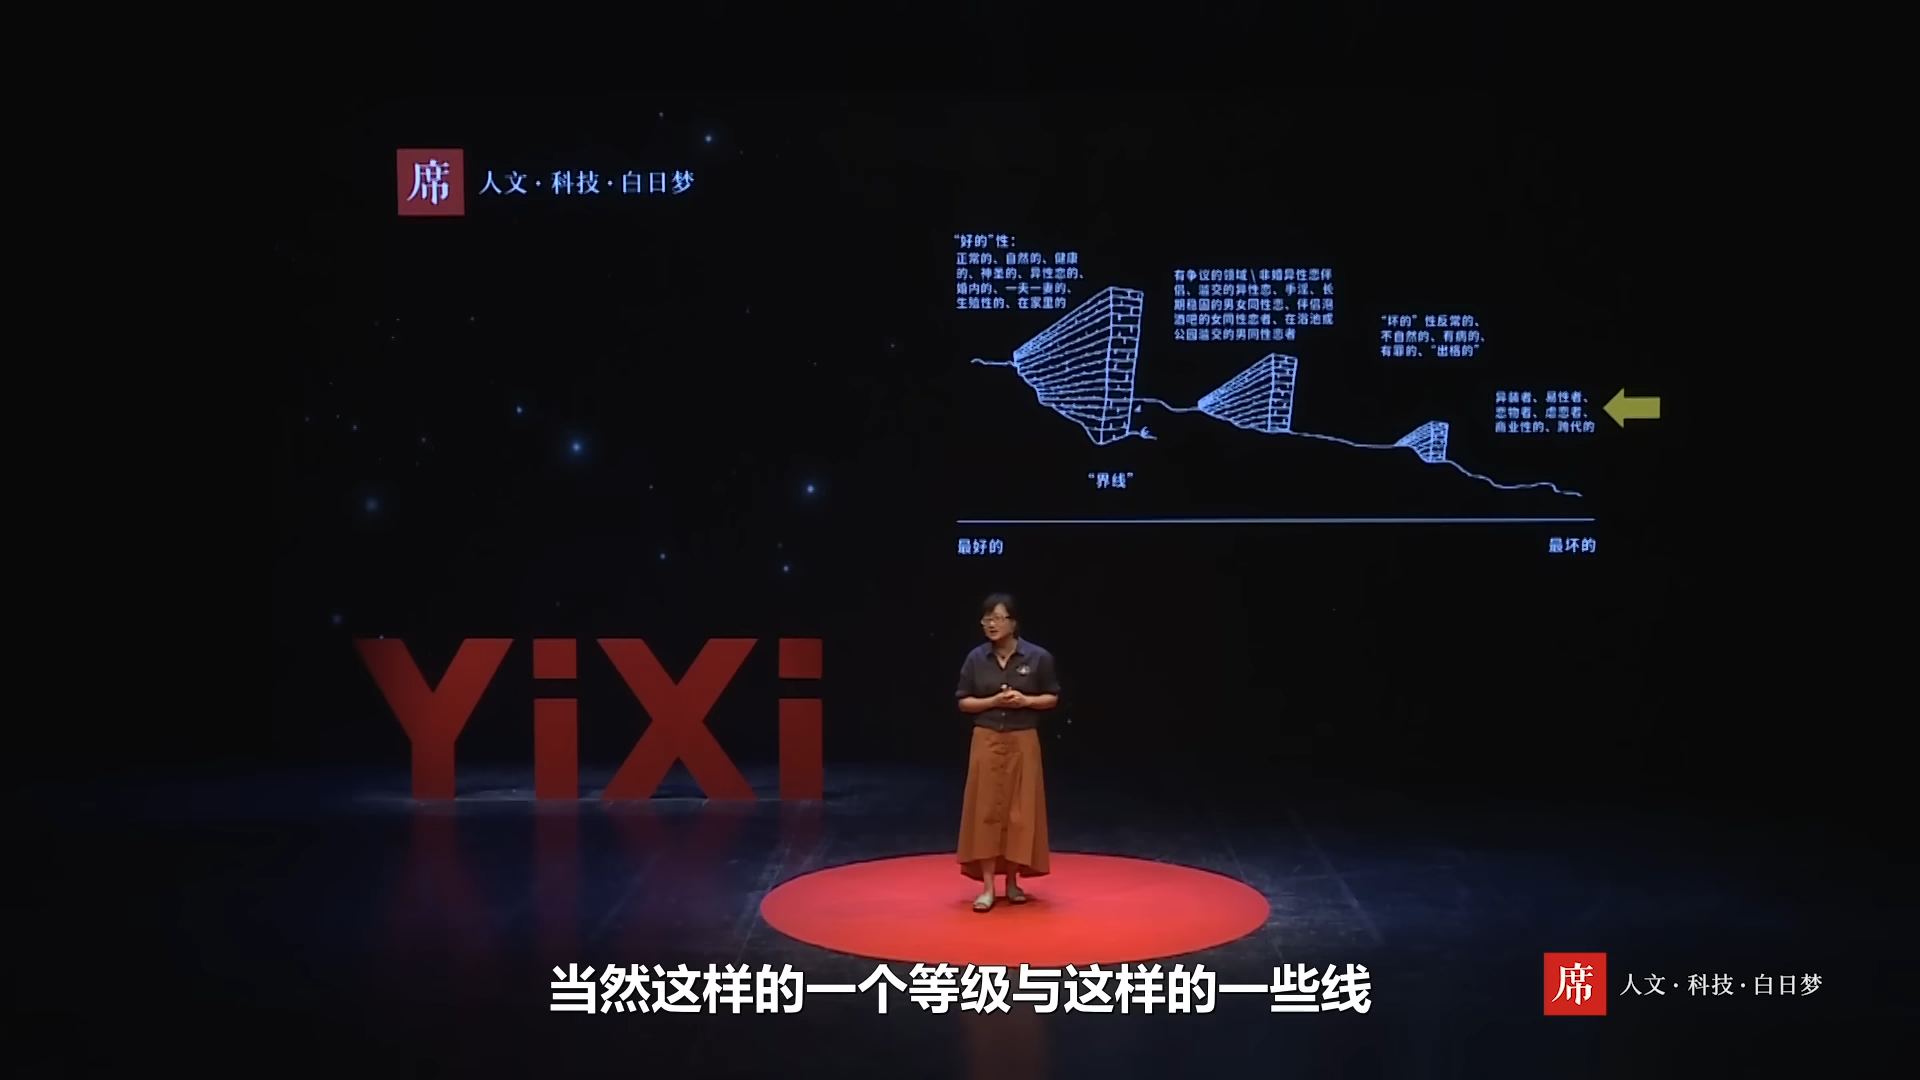 席 人文·科技·白日梦
“好的”性：
正常的、自然的、健康
的、神圣的、异性恋的、
婚内的、一夫一妻的、
生殖性的、在家里的
有争议的领域\非婚异性恋伴
侣、滥交的异性恋、手淫、长
期稳固的男女同性恋、伴侣泡
酒吧的女同性恋者、在浴池或
公园滥交的男同性恋者
“坏的” 性反常的、
不自然的、有病的、
有罪的、“出格的”
异装者、易性者、
恋物者、虐恋者、
商业性的、跨代的
“界线”
最好的
最坏的
YiXi
当然这样的一个等级与这样的一些线
席 人文·科技·白日梦